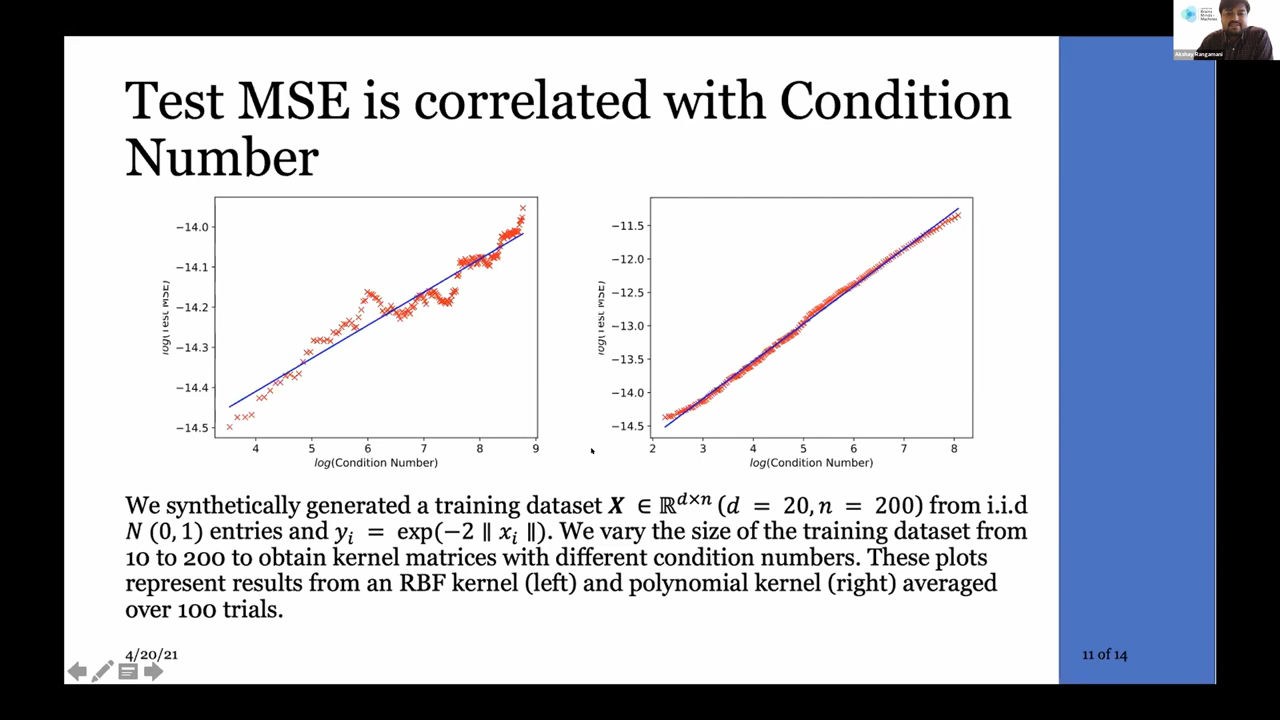 Brains
Minds+
Machines
Akshay Rangamani
Test MSE is correlated with Condition
Number
−14.0
−14.1
−14.2
−14.3
−14.4
−14.5
log(Test MSE)
4 5 6 7 8 9
log(Condition Number)
−11.5
−12.0
−12.5
−13.0
−13.5
−14.0
−14.5
log(Test MSE)
2 3 4 5 6 7 8
log(Condition Number)
We synthetically generated a training dataset X ∈ ℝ^{d×n} (d = 20, n = 200) from i.i.d
N (0,1) entries and y_i = exp(−2 ‖ x_i ‖). We vary the size of the training dataset from
10 to 200 to obtain kernel matrices with different condition numbers. These plots
represent results from an RBF kernel (left) and polynomial kernel (right) averaged
over 100 trials.
4/20/21
11 of 14